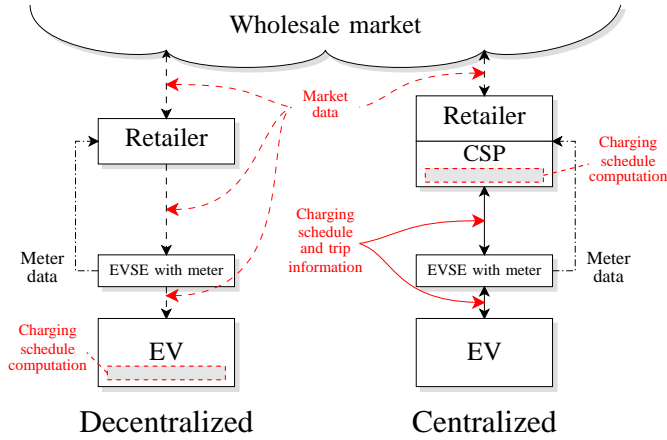 Wholesale market
Market
data
Retailer
Retailer
CSP
Charging
schedule
computation
Charging
schedule
and trip
information
Meter
data
EVSE with meter
EVSE with meter
Meter
data
Charging
schedule
computation
EV
EV
Decentralized
Centralized